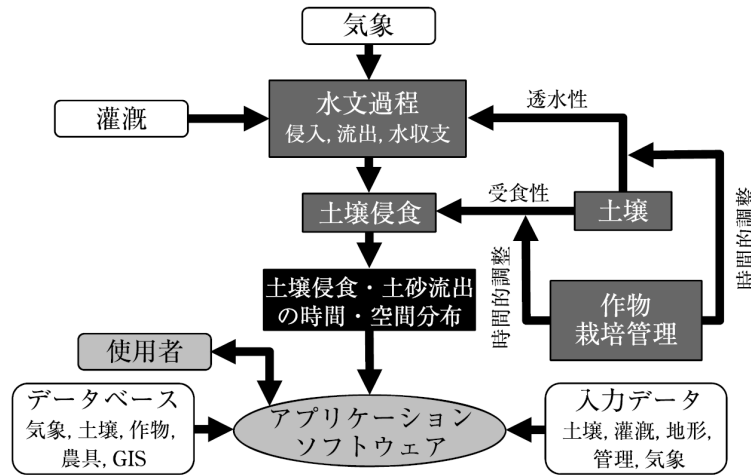 気象
灌漑
水文過程
侵入, 流出, 水収支
透水性
土壌侵食
受食性
土壌
時間的調整
時間的調整
土壌侵食・土砂流出
の時間・空間分布
作物
栽培管理
使用者
データベース
気象, 土壌, 作物,
農具, GIS
アプリケーション
ソフトウェア
入力データ
土壌, 灌漑, 地形,
管理, 気象